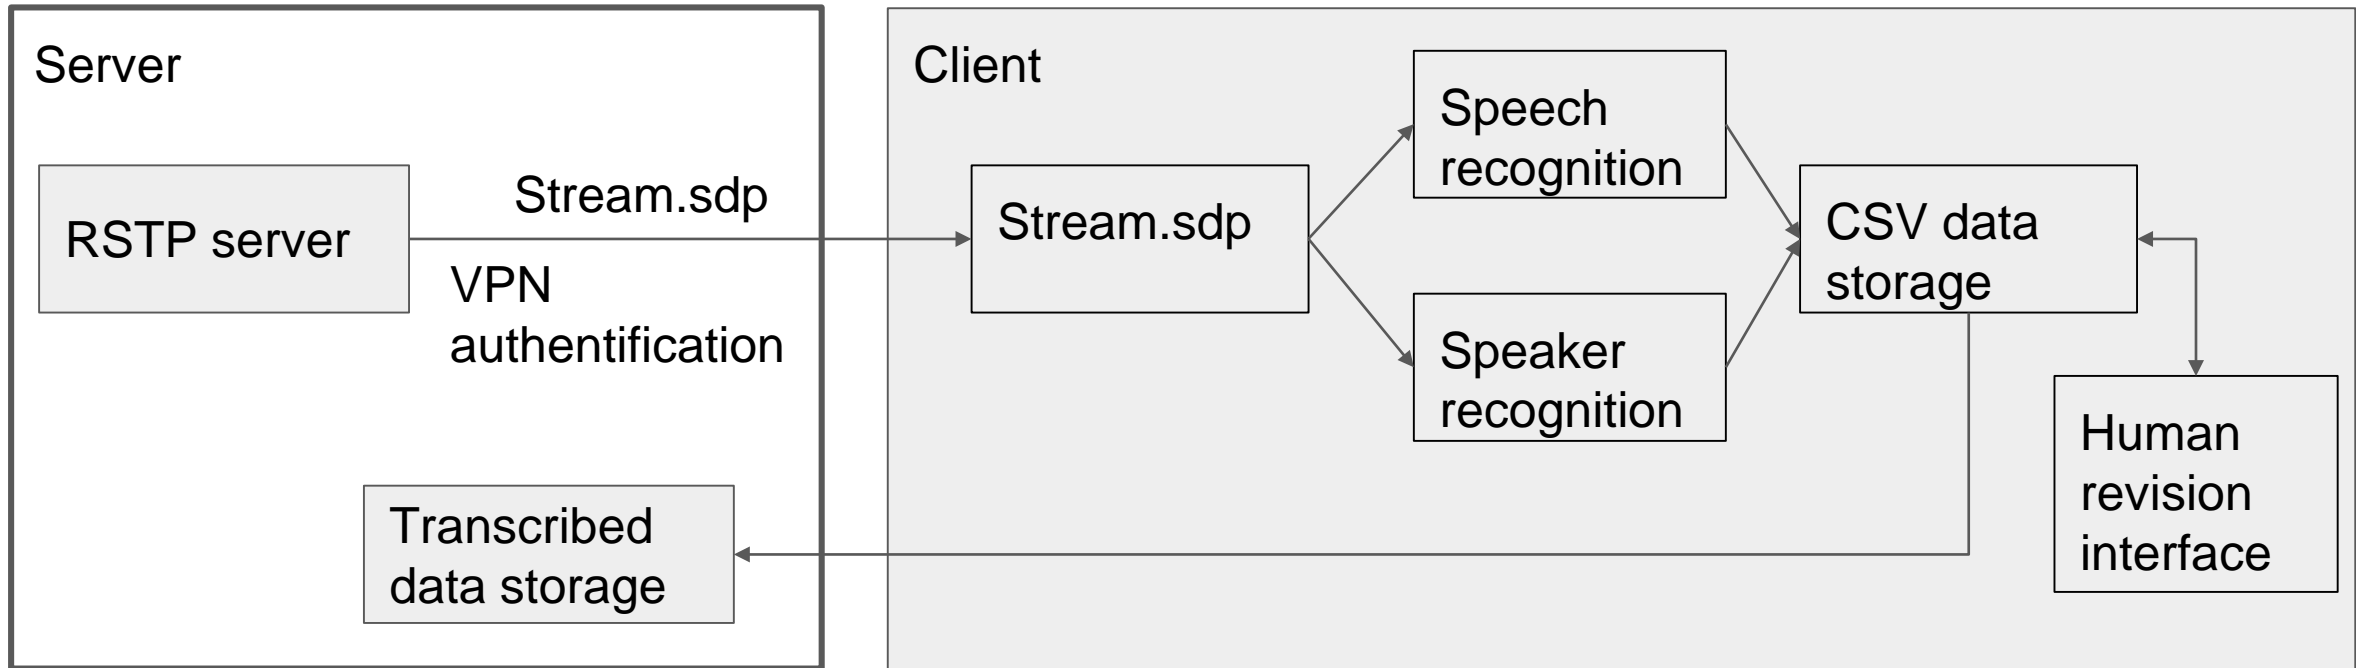 Server
RSTP server
Stream.sdp
VPN
authentification
Transcribed
data storage
Client
Stream.sdp
Speech
recognition
Speaker
recognition
CSV data
storage
Human
revision
interface